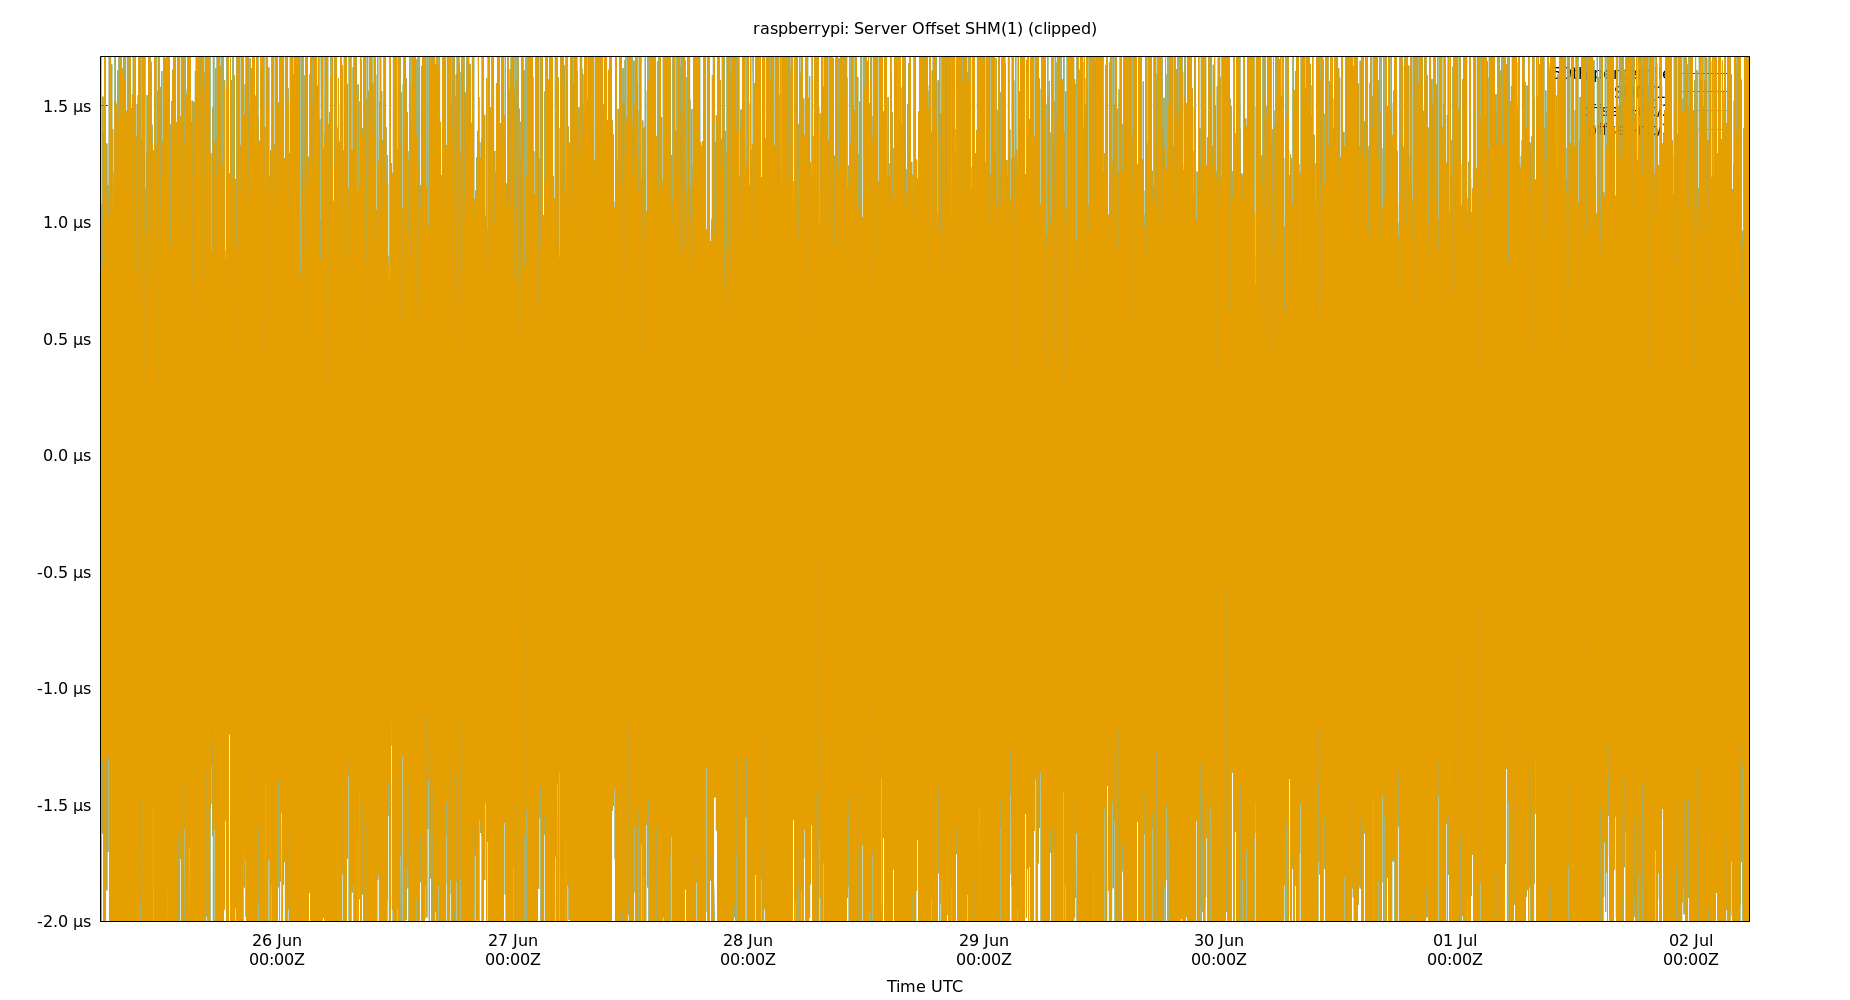 raspberrypi: Server Offset SHM(1) (clipped)
1.5 µs
1.0 µs
0.5 µs
0.0 µs
-0.5 µs
-1.0 µs
-1.5 µs
-2.0 µs
26 Jun 27 Jun 28 Jun 29 Jun 30 Jun 01 Jul 02 Jul
00:00Z 00:00Z 00:00Z 00:00Z 00:00Z 00:00Z 00:00Z
Time UTC